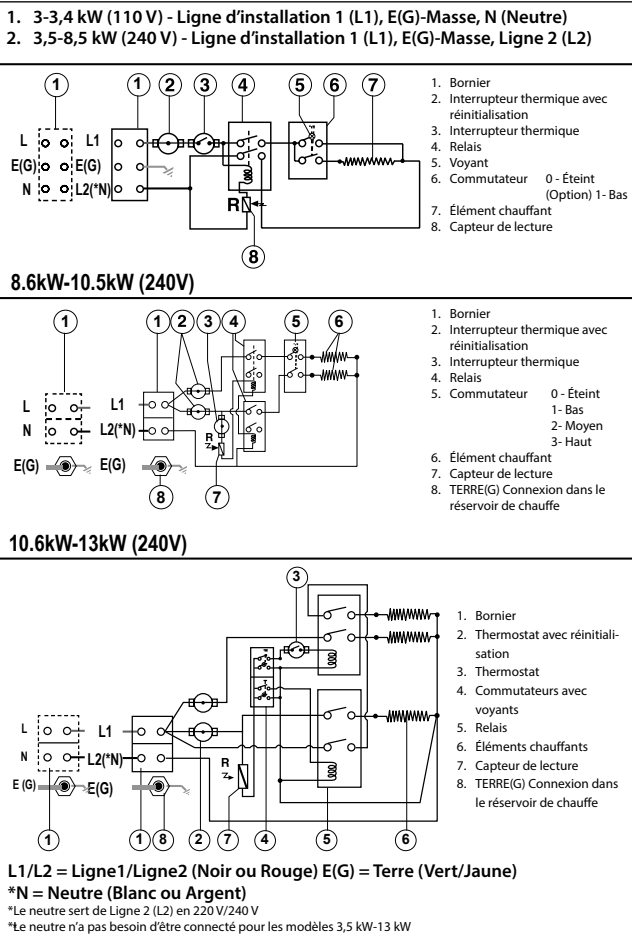 1. 3-3,4 kW (110 V) - Ligne d’installation 1 (L1), E(G)-Masse, N (Neutre)
2. 3,5-8,5 kW (240 V) - Ligne d’installation 1 (L1), E(G)-Masse, Ligne 2 (L2)
1 1 2 3 4 5 6 7
L L1
E(G) E(G)
N L2(*N)
R
8
1. Bornier
2. Interrupteur thermique avec
réinitialisation
3. Interrupteur thermique
4. Relais
5. Voyant
6. Commutateur 0 - Éteint
(Option) 1- Bas
7. Élément chauffant
8. Capteur de lecture
8.6kW-10.5kW (240V)
1 1 2 3 4 5 6
L L1
N L2(*N)
R
E(G) E(G)
8 7
1. Bornier
2. Interrupteur thermique avec
réinitialisation
3. Interrupteur thermique
4. Relais
5. Commutateur 0 - Éteint
1- Bas
2- Moyen
3- Haut
6. Élément chauffant
7. Capteur de lecture
8. TERRE(G) Connexion dans le
réservoir de chauffe
10.6kW-13kW (240V)
3
L L1
N L2(*N)
R
E (G) E(G)
1 1 8 2 7 4 5 6
1. Bornier
2. Thermostat avec réinitiali-
sation
3. Thermostat
4. Commutateurs avec
voyants
5. Relais
6. Éléments chauffants
7. Capteur de lecture
8. TERRE(G) Connexion dans
le réservoir de chauffe
L1/L2 = Ligne1/Ligne2 (Noir ou Rouge) E(G) = Terre (Vert/Jaune)
*N = Neutre (Blanc ou Argent)
*Le neutre sert de Ligne 2 (L2) en 220 V/240 V
*Le neutre n’a pas besoin d’être connecté pour les modèles 3,5 kW-13 kW